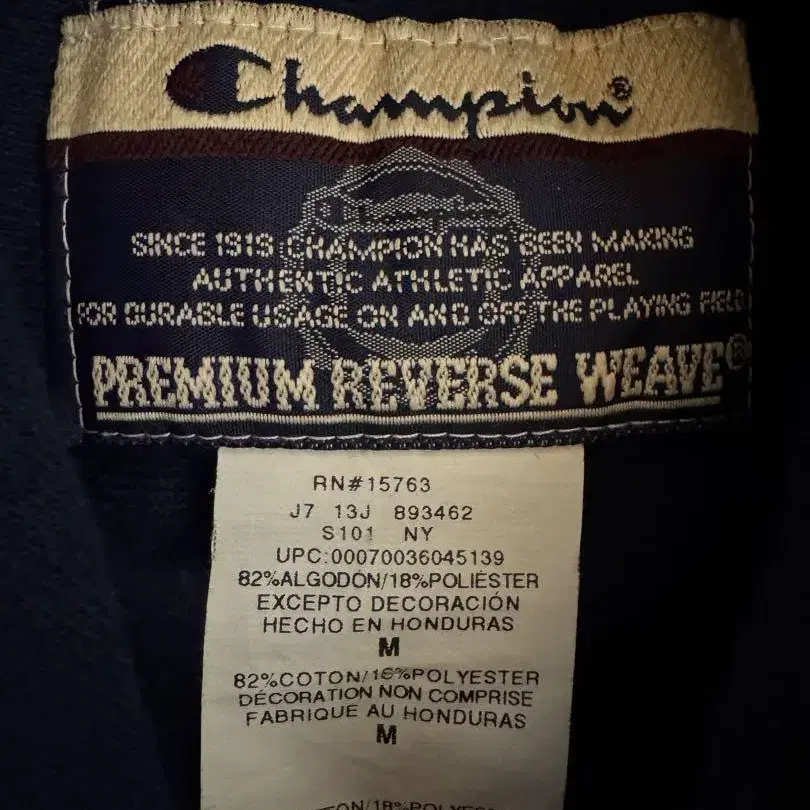 Champion®
Champion
SINCE 1919 CHAMPION HAS BEEN MAKING
AUTHENTIC ATHLETIC APPAREL
FOR DURABLE USAGE ON AND OFF THE PLAYING FIELD
PREMIUM REVERSE WEAVE®
RN#15763
J7 13J 893462
S101 NY
UPC:00070036045139
82%ALGODÓN/18%POLIÉSTER
EXCEPTO DECORACIÓN
HECHO EN HONDURAS
M
82%COTON/18%POLYESTER
DÉCORATION NON COMPRISE
FABRIQUE AU HONDURAS
M